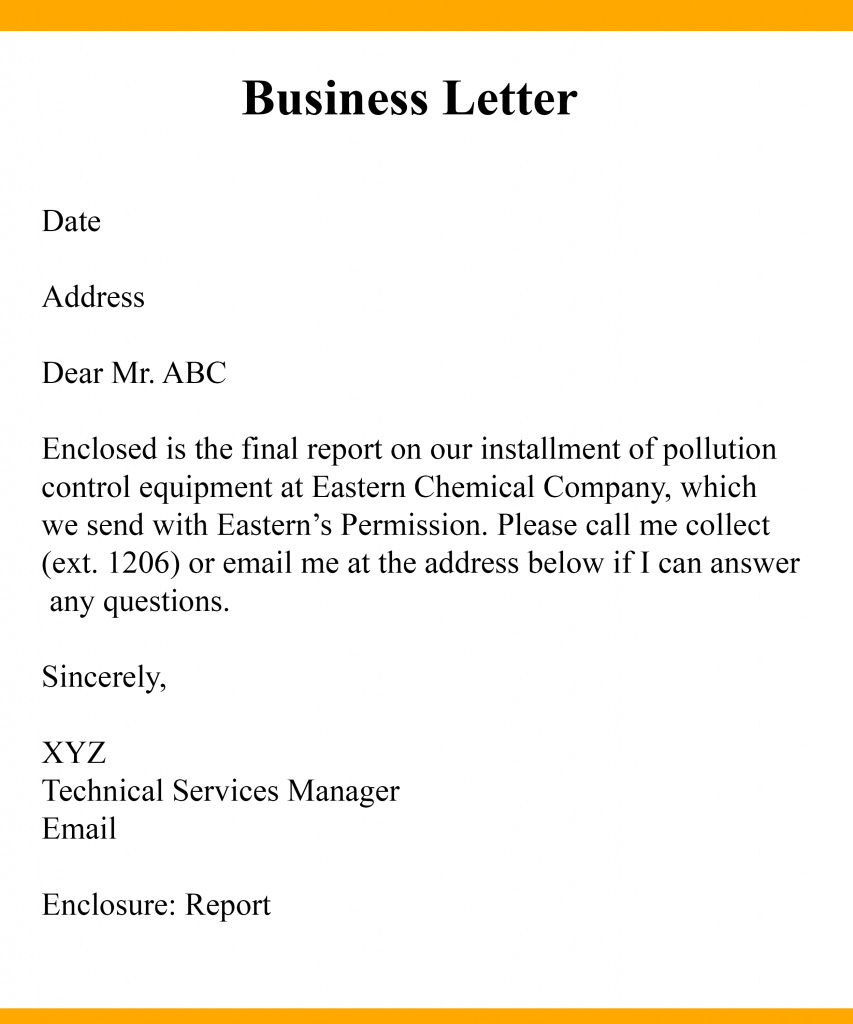 Business Letter
Date
Address
Dear Mr. ABC
Enclosed is the final report on our installment of pollution
control equipment at Eastern Chemical Company, which
we send with Eastern’s Permission. Please call me collect
(ext. 1206) or email me at the address below if I can answer
any questions.
Sincerely,
XYZ
Technical Services Manager
Email
Enclosure: Report